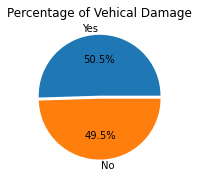 Percentage of Vehical Damage
Yes
50.5%
49.5%
No